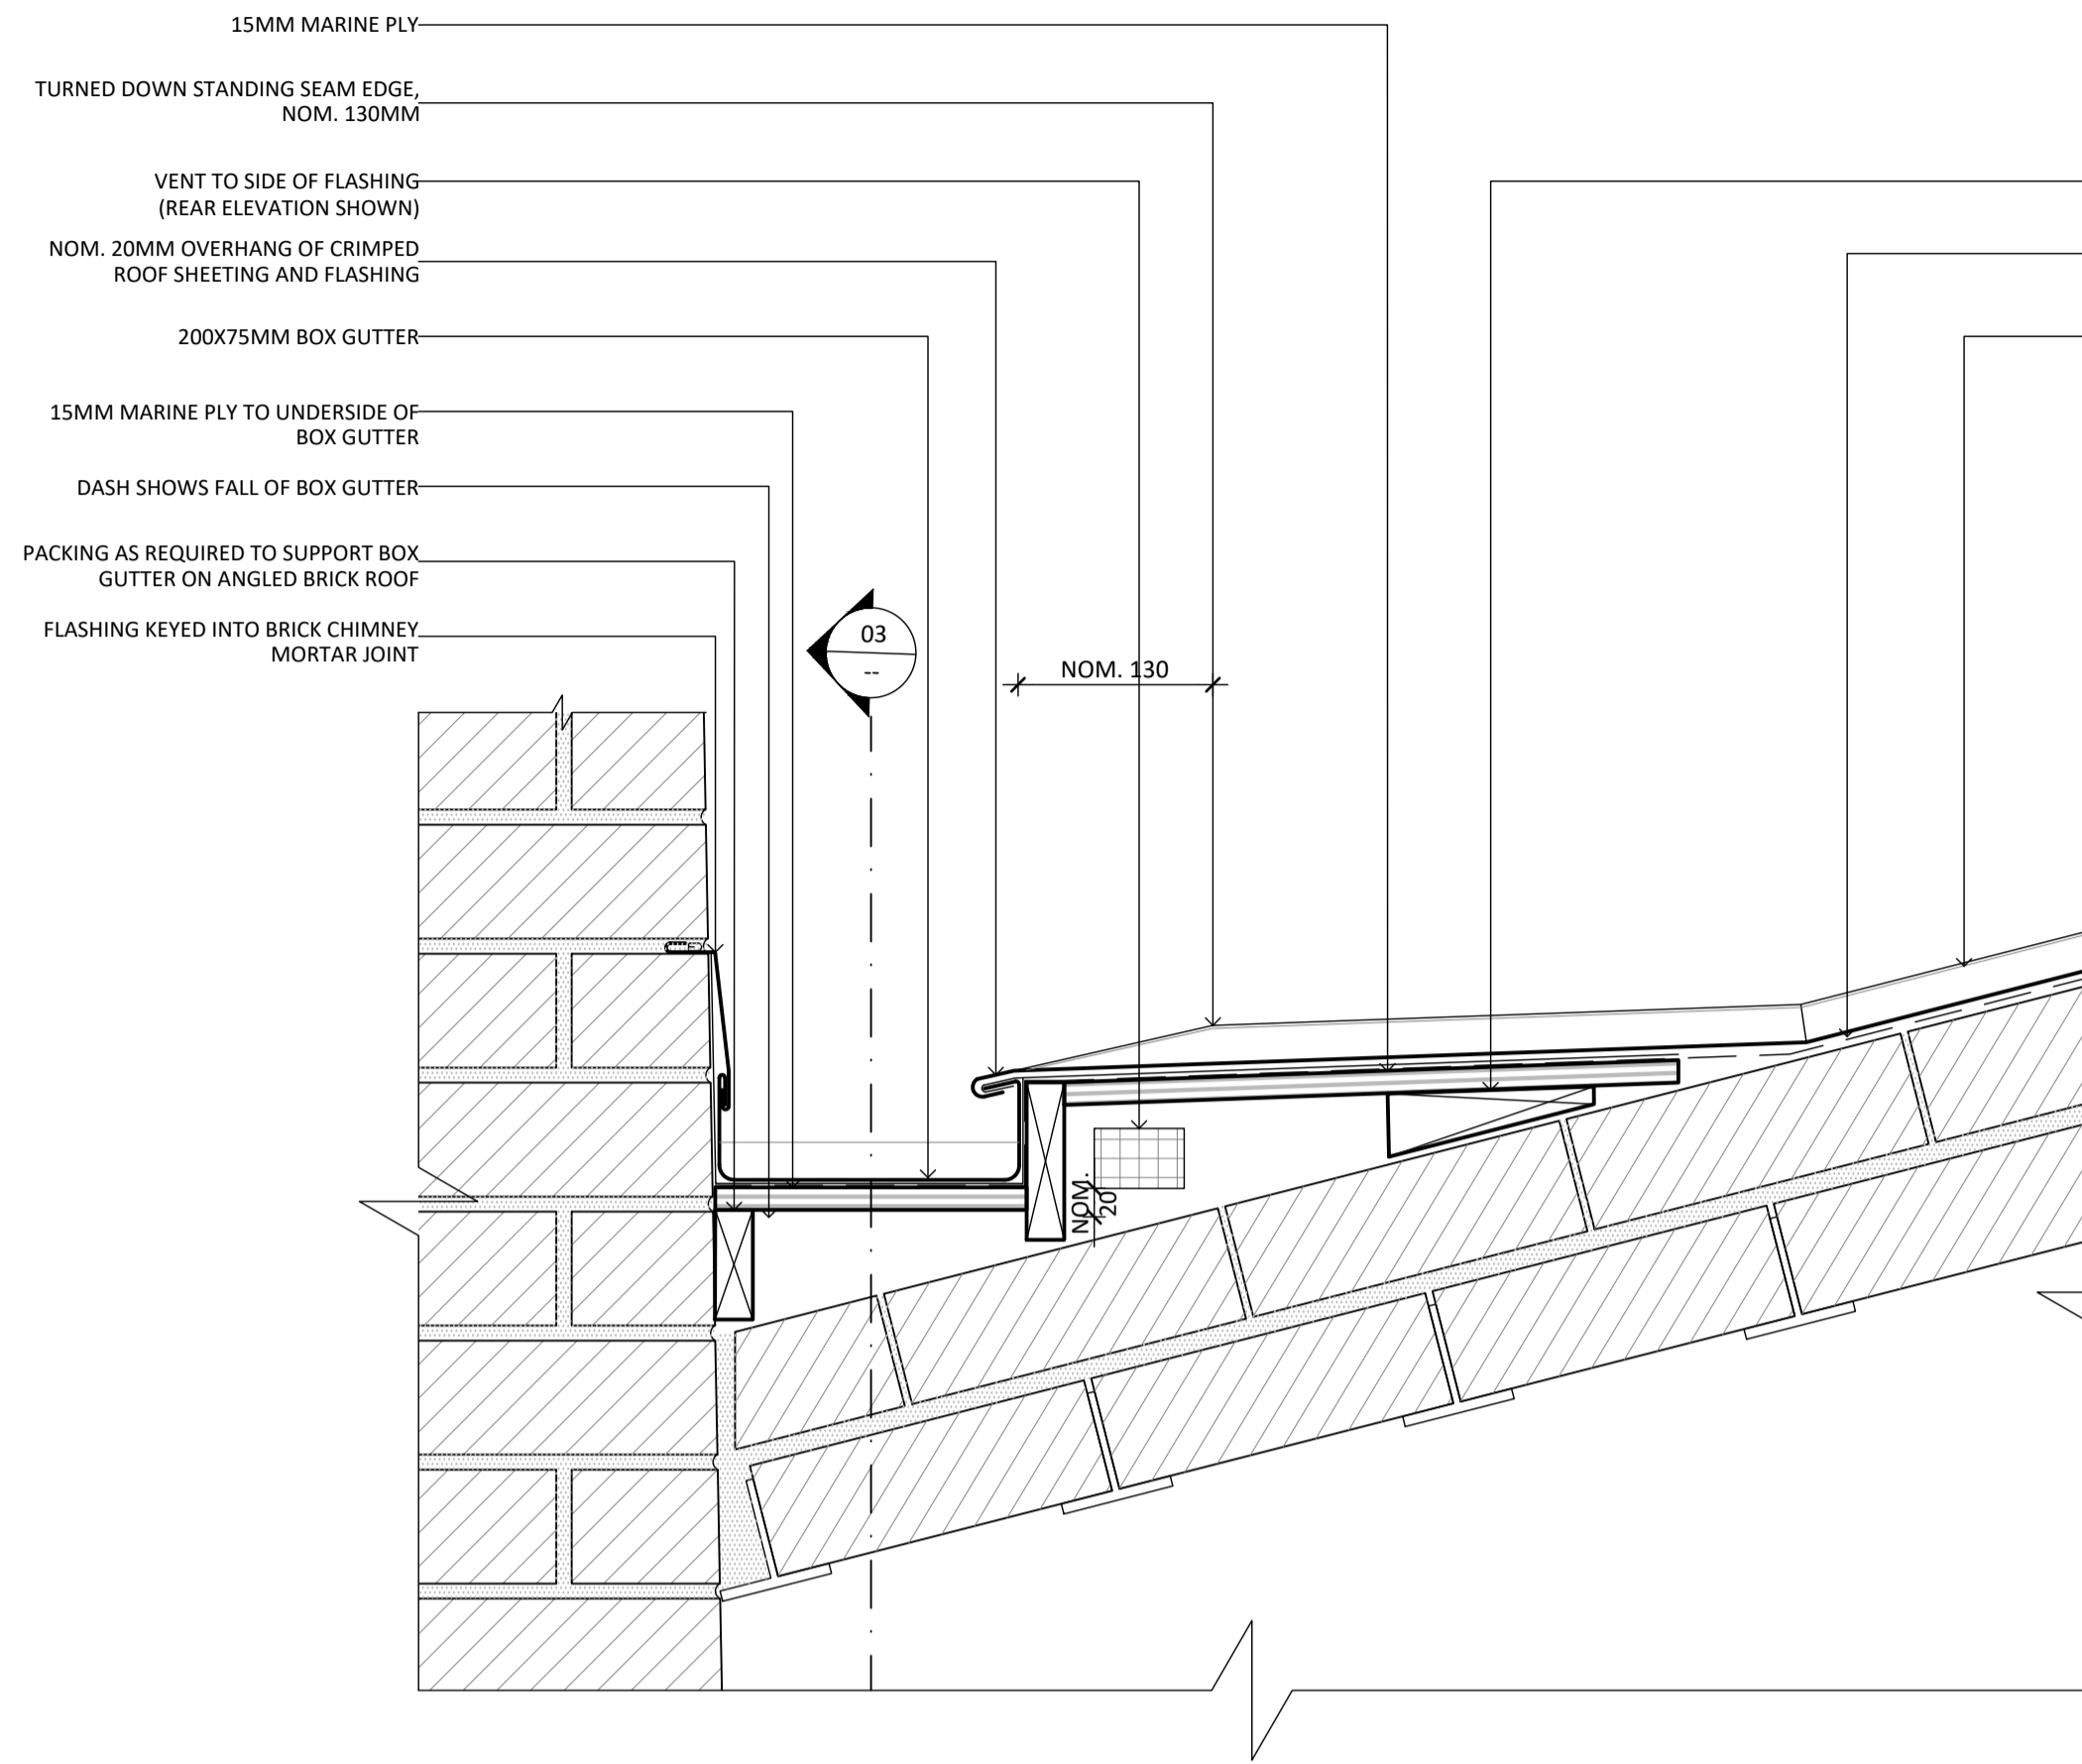 15MM MARINE PLY
TURNED DOWN STANDING SEAM EDGE,
NOM. 130MM
VENT TO SIDE OF FLASHING
(REAR ELEVATION SHOWN)
NOM. 20MM OVERHANG OF CRIMPED
ROOF SHEETING AND FLASHING
200X75MM BOX GUTTER
15MM MARINE PLY TO UNDERSIDE OF
BOX GUTTER
DASH SHOWS FALL OF BOX GUTTER
PACKING AS REQUIRED TO SUPPORT BOX
GUTTER ON ANGLED BRICK ROOF
FLASHING KEYED INTO BRICK CHIMNEY
MORTAR JOINT
03
--
NOM. 130
NOM.
20